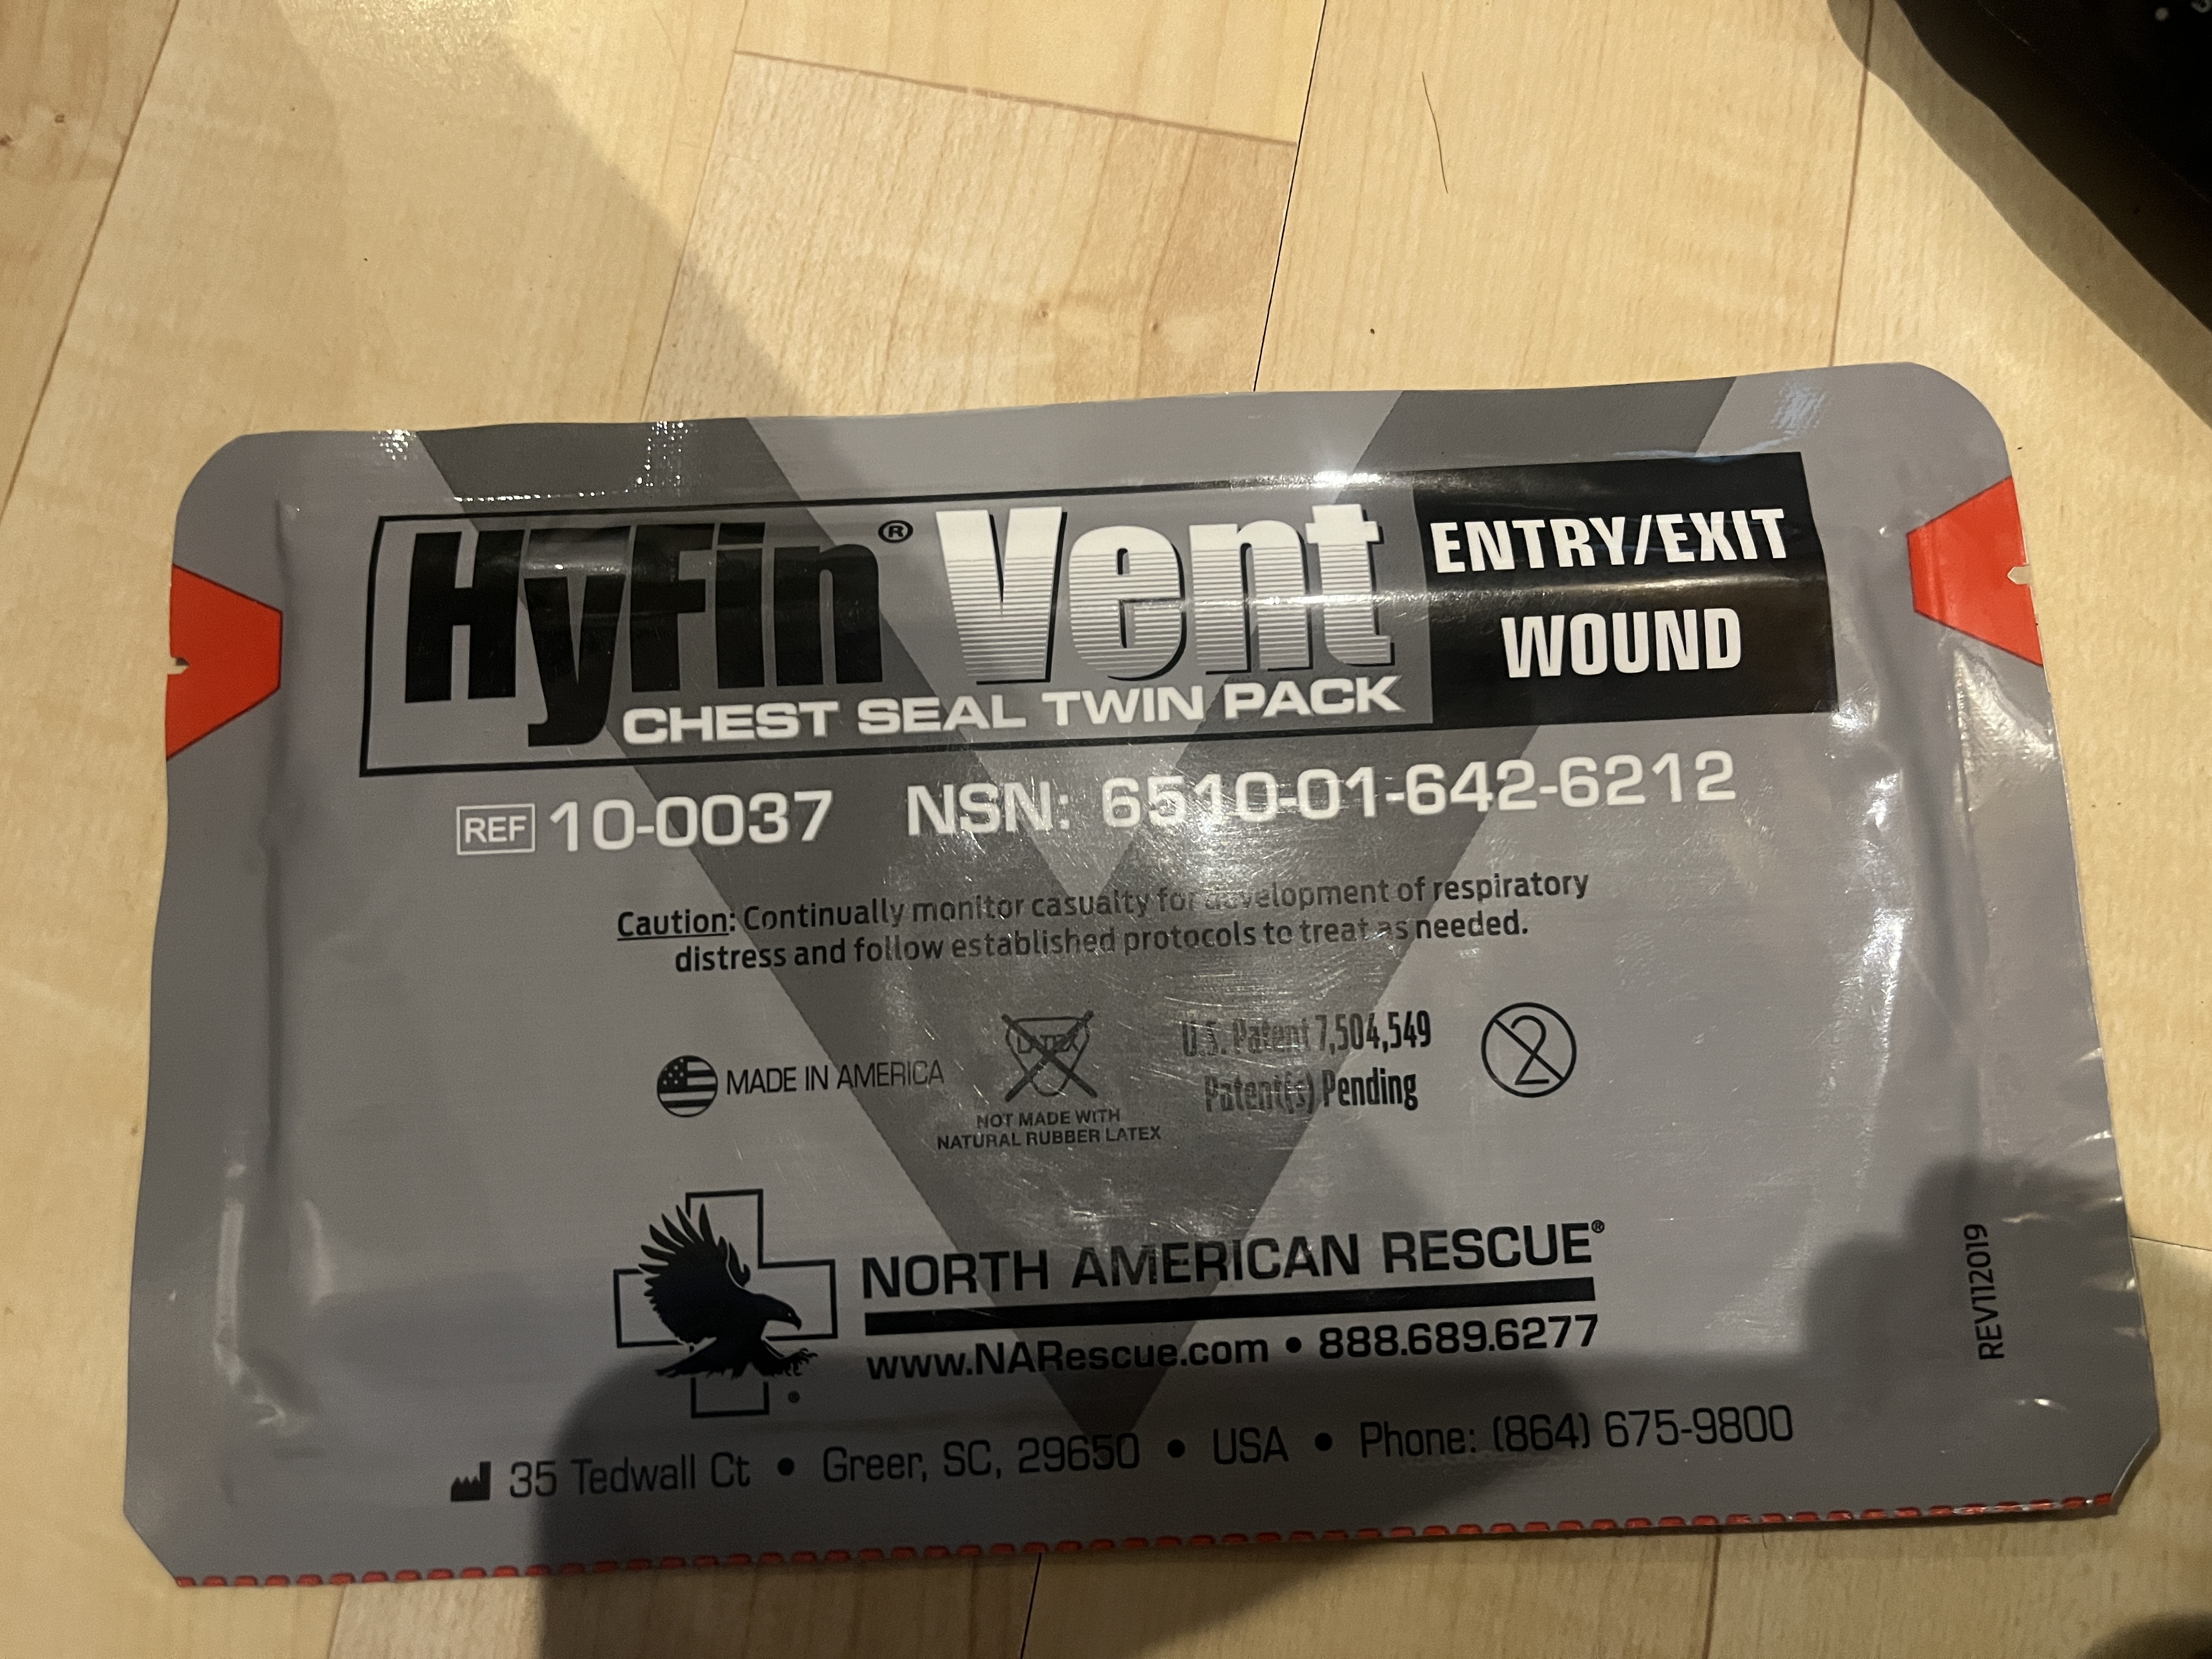 HyFin® Vent
CHEST SEAL TWIN PACK
ENTRY/EXIT
WOUND
REF 10-0037 NSN: 6510-01-642-6212
Caution: Continually monitor casualty for development of respiratory
distress and follow established protocols to treat as needed.
MADE IN AMERICA
LATEX
NOT MADE WITH
NATURAL RUBBER LATEX
U.S. Patent 7,504,549
Patent(s) Pending
2
NORTH AMERICAN RESCUE®
www.NARescue.com • 888.689.6277
®
35 Tedwall Ct • Greer, SC, 29650 • USA • Phone: (864) 675-9800
REV112019